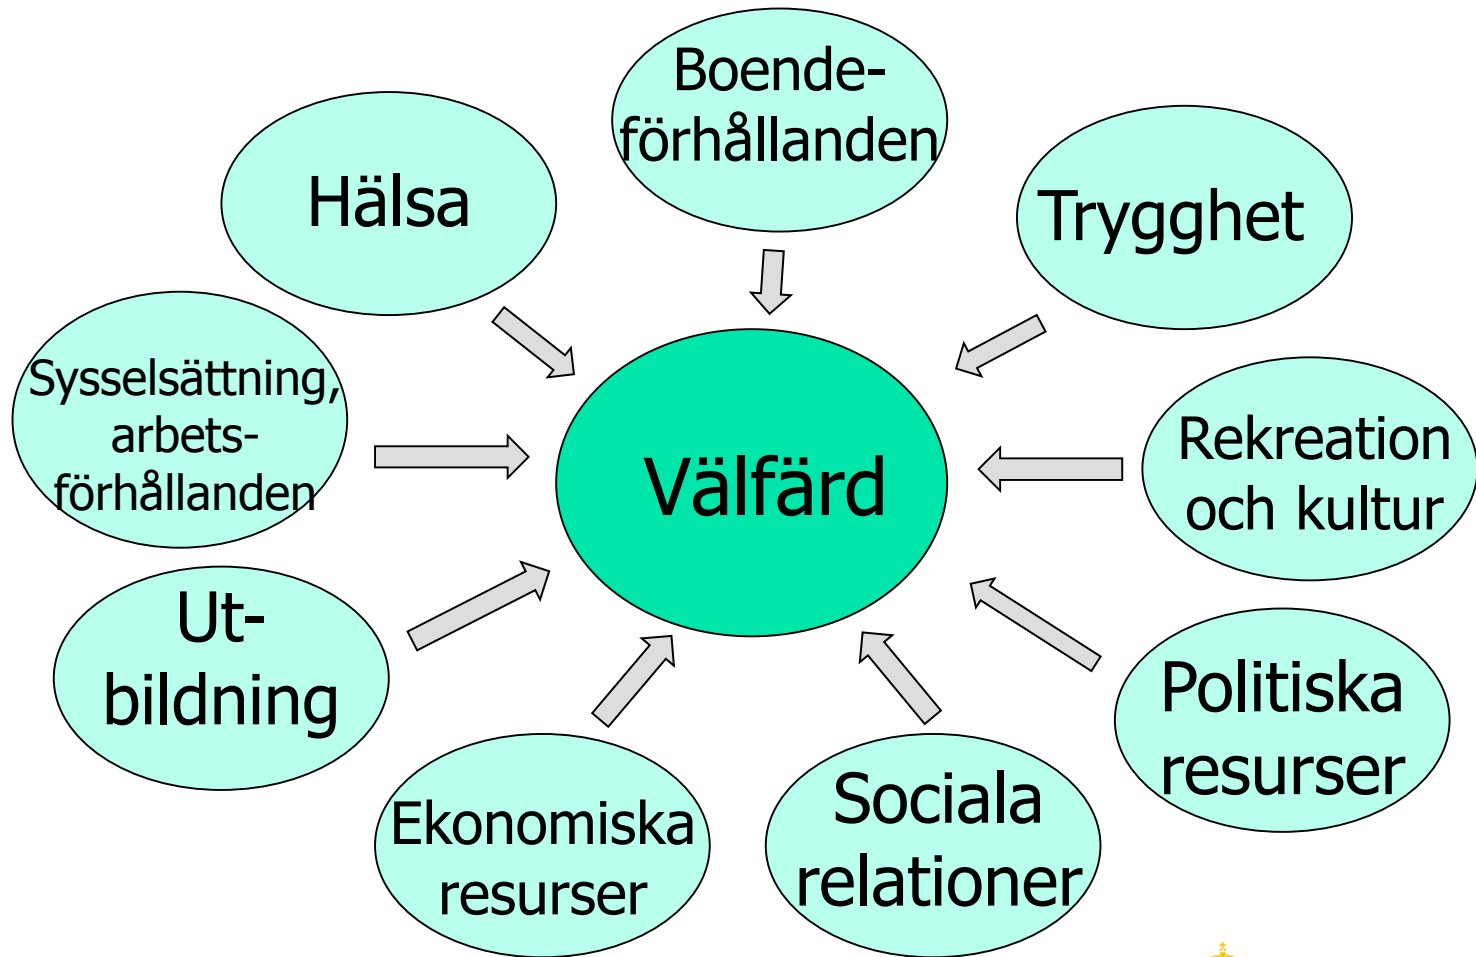 Boende-
förhållanden
Hälsa
Trygghet
Sysselsättning,
arbets-
förhållanden
Välfärd
Rekreation
och kultur
Ut-
bildning
Politiska
resurser
Ekonomiska
resurser
Sociala
relationer